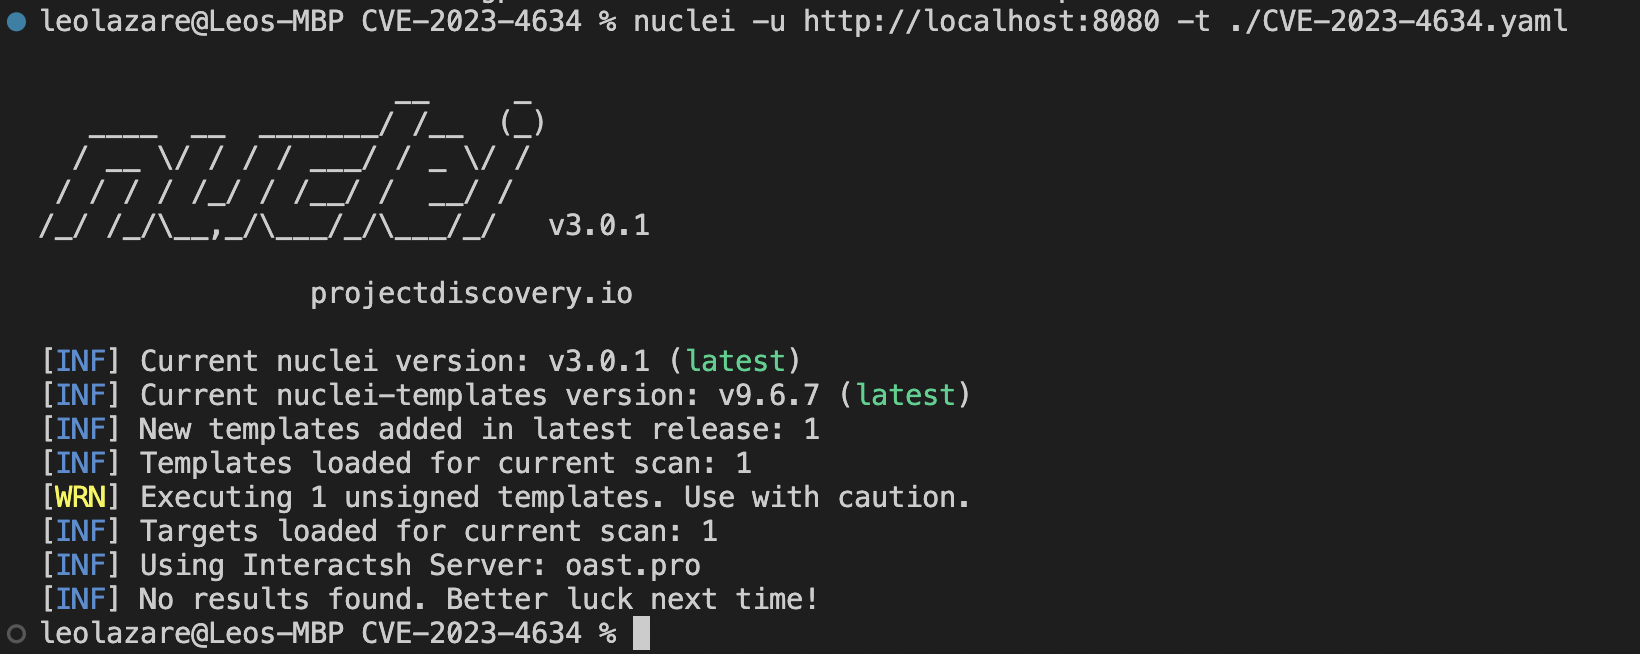 leolazare@Leos-MBP CVE-2023-4634 % nuclei -u http://localhost:8080 -t ./CVE-2023-4634.yaml
                     __     _
   ____  __  _______/ /__  (_)
  / __ \/ / / / ___/ / _ \/ /
 / / / / /_/ / /__/ /  __/ /
/_/ /_/\__,_/\___/_/\___/_/   v3.0.1
projectdiscovery.io
[INF] Current nuclei version: v3.0.1 (latest)
[INF] Current nuclei-templates version: v9.6.7 (latest)
[INF] New templates added in latest release: 1
[INF] Templates loaded for current scan: 1
[WRN] Executing 1 unsigned templates. Use with caution.
[INF] Targets loaded for current scan: 1
[INF] Using Interactsh Server: oast.pro
[INF] No results found. Better luck next time!
leolazare@Leos-MBP CVE-2023-4634 %